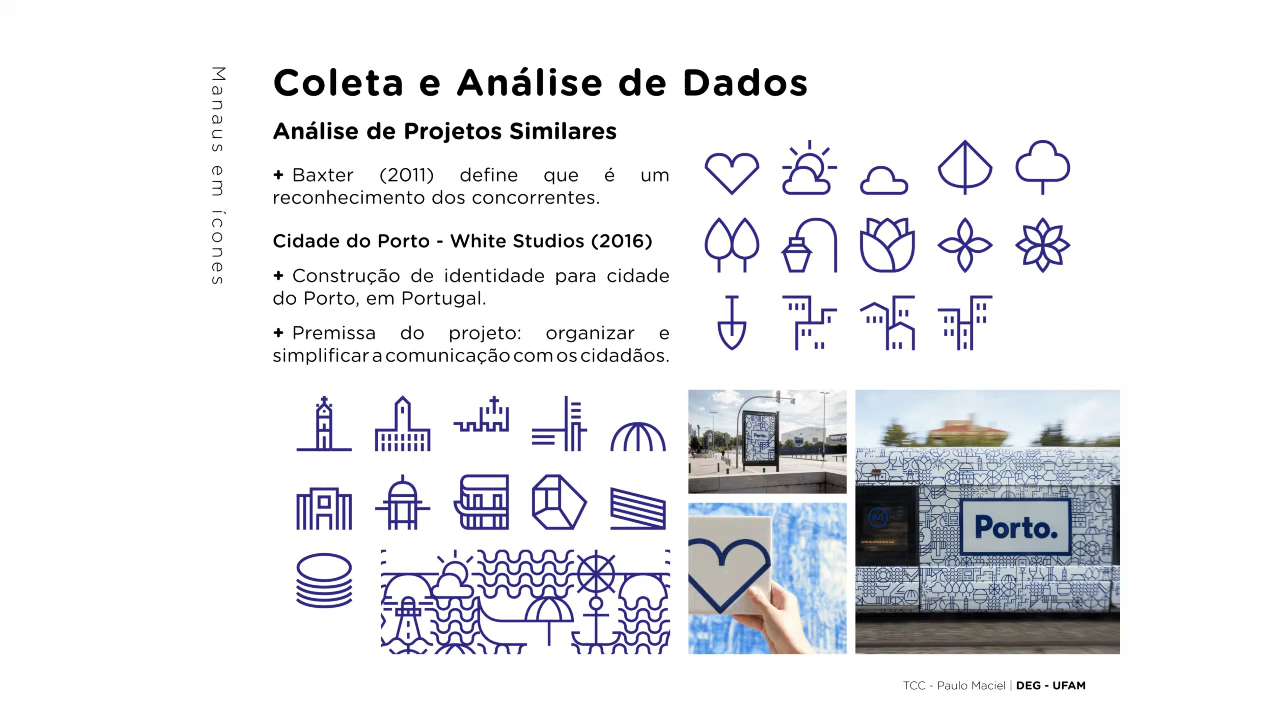 Manaus em ícones
Coleta e Análise de Dados
Análise de Projetos Similares
+ Baxter (2011) define que é um
reconhecimento dos concorrentes.
Cidade do Porto - White Studios (2016)
+ Construção de identidade para cidade
do Porto, em Portugal.
+ Premissa do projeto: organizar e
simplificar a comunicação com os cidadãos.
Porto.
Porto.
TCC - Paulo Maciel | DEG - UFAM